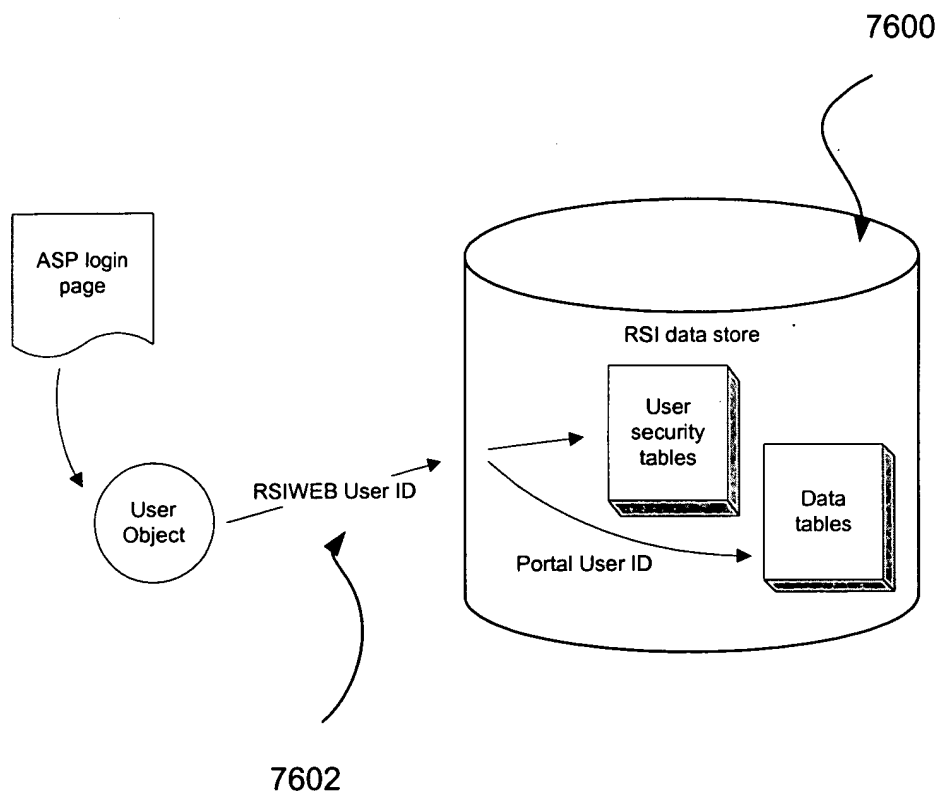 7600
ASP login
page
RSI data store
User
security
tables
RSIWEB User ID
User
Object
Data
tables
Portal User ID
7602